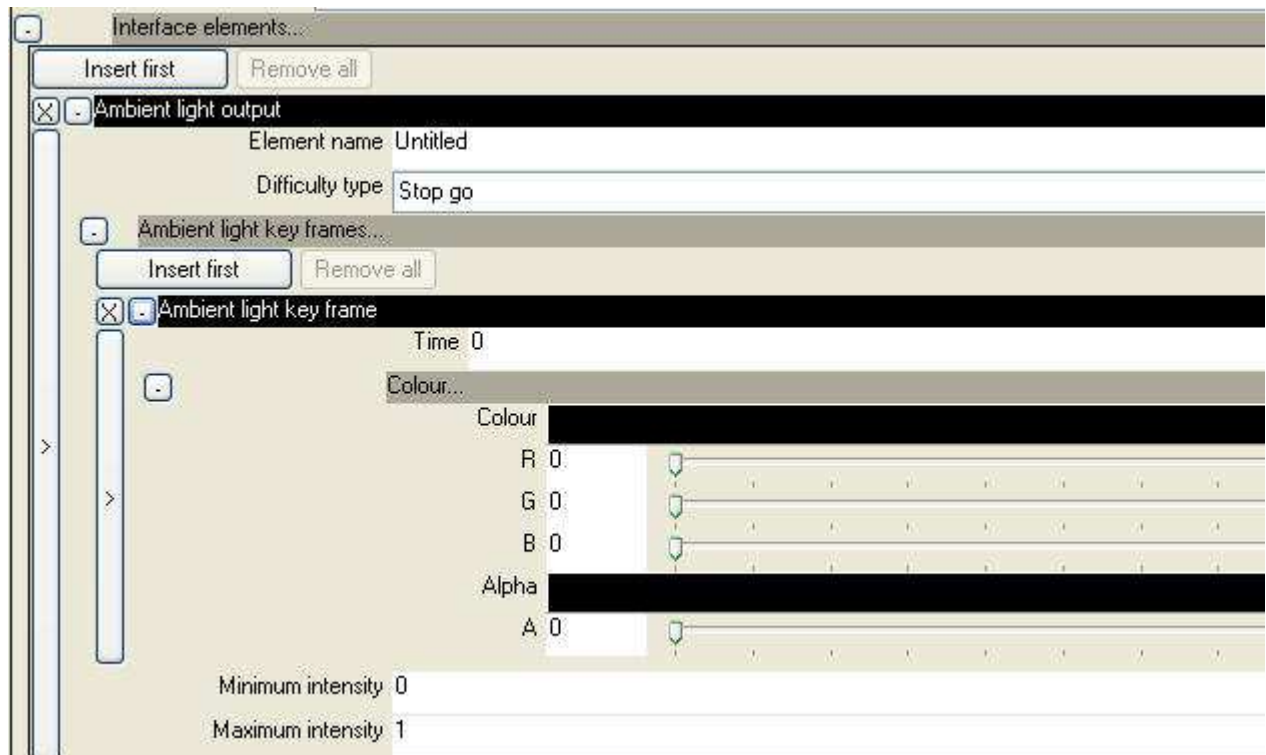 - Interface elements...
Insert first Remove all
X - Ambient light output
Element name Untitled
Difficulty type Stop go
- Ambient light key frames...
Insert first Remove all
X - Ambient light key frame
Time 0
- Colour...
Colour
R 0
>
G 0
>
B 0
Alpha
A 0
Minimum intensity 0
Maximum intensity 1